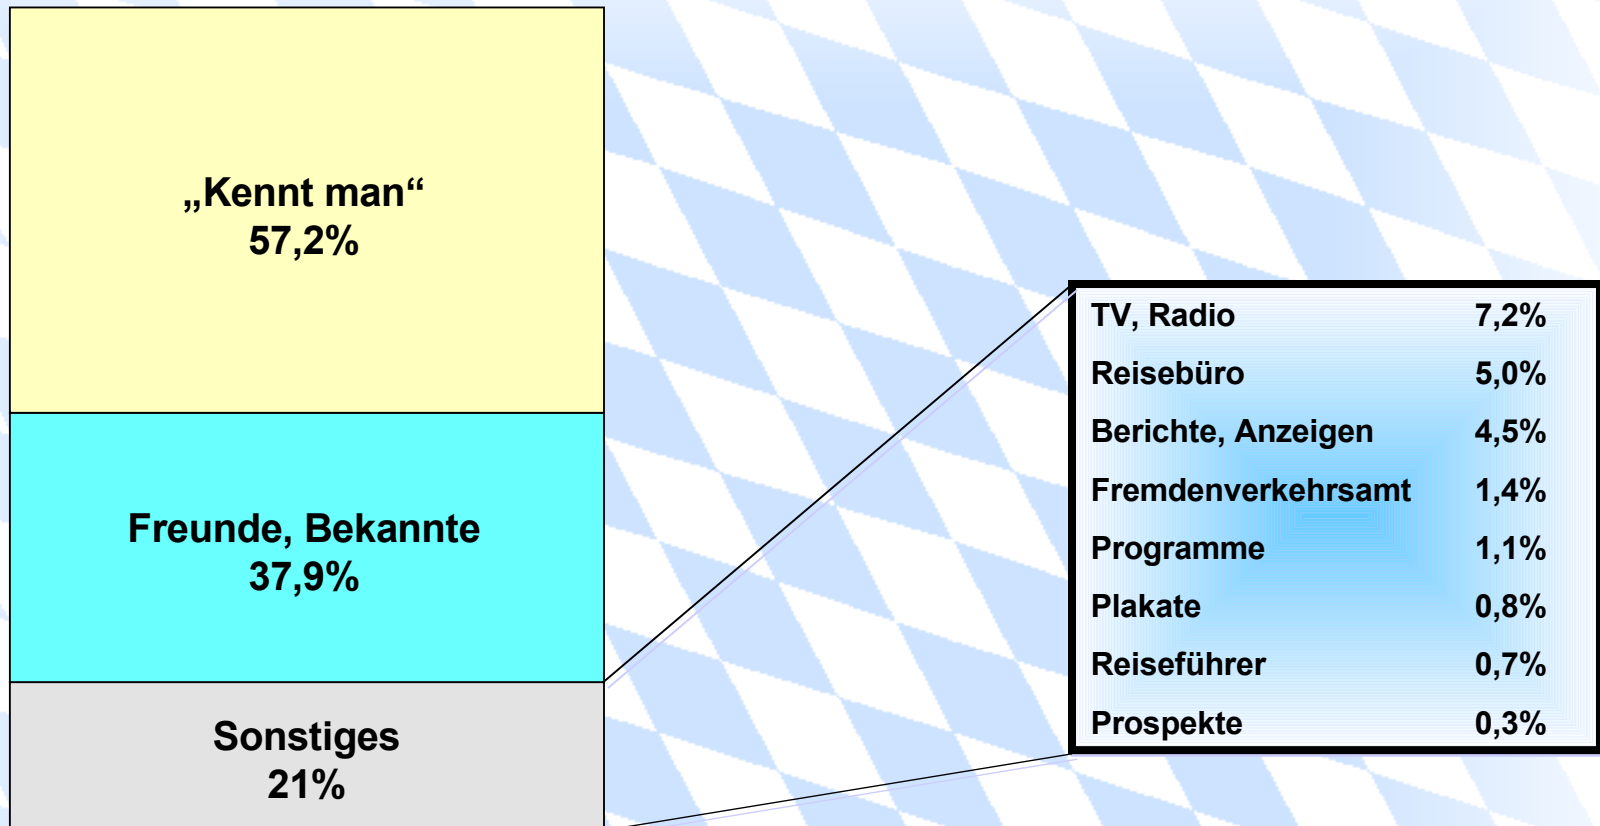 „Kennt man“
57,2%
Freunde, Bekannte
37,9%
Sonstiges
21%
TV, Radio 7,2%
Reisebüro 5,0%
Berichte, Anzeigen 4,5%
Fremdenverkehrsamt 1,4%
Programme 1,1%
Plakate 0,8%
Reiseführer 0,7%
Prospekte 0,3%